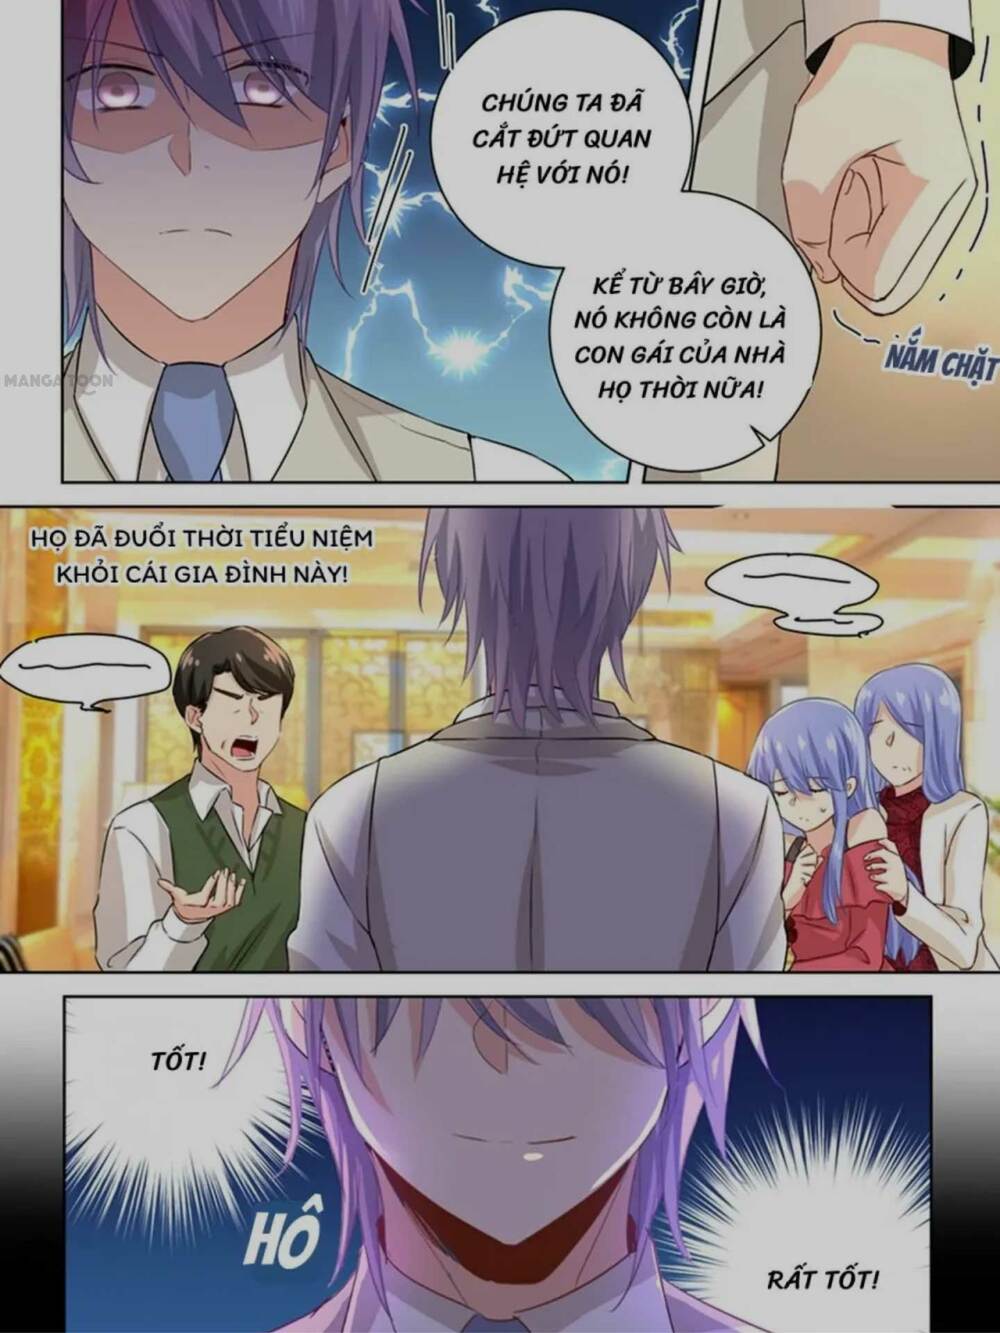 CHÚNG TA ĐÃ
CẮT ĐỨT QUAN
HỆ VỚI NÓ!
KỂ TỪ BÂY GIỜ,
NÓ KHÔNG CÒN LÀ
CON GÁI CỦA NHÀ
HỌ THỜI NỮA!
NẮM CHẶT
MANGATOON
HỌ ĐÃ ĐUỔI THỜI TIỂU NIỆM
KHỎI CÁI GIA ĐÌNH NÀY!
TỐT!
HÔ
RẤT TỐT!